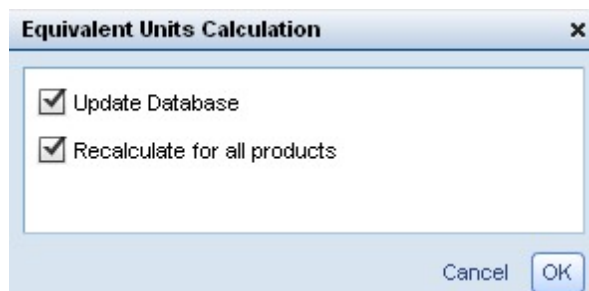 Equivalent Units Calculation
Update Database
Recalculate for all products
Cancel OK